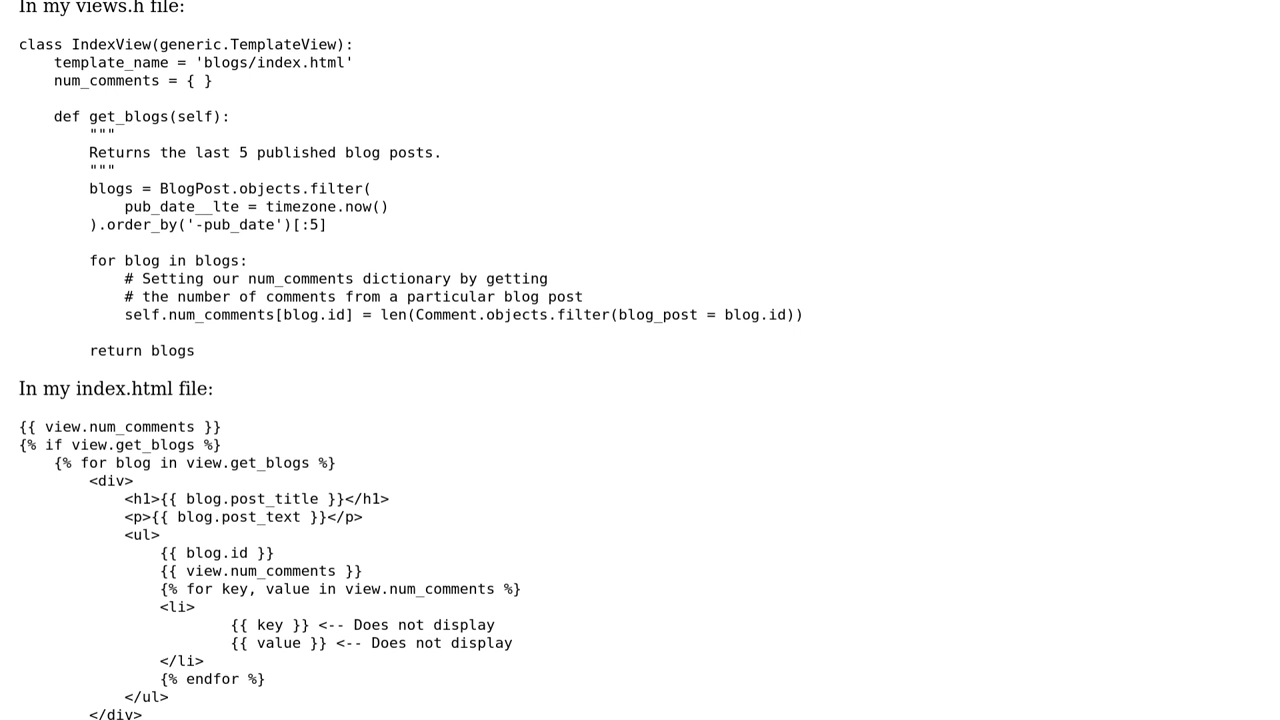 In my views.h file:
class IndexView(generic.TemplateView):
    template_name = 'blogs/index.html'
    num_comments = { }

    def get_blogs(self):
        """
        Returns the last 5 published blog posts.
        """
        blogs = BlogPost.objects.filter(
            pub_date__lte = timezone.now()
        ).order_by('-pub_date')[:5]

        for blog in blogs:
            # Setting our num_comments dictionary by getting
            # the number of comments from a particular blog post
            self.num_comments[blog.id] = len(Comment.objects.filter(blog_post = blog.id))

        return blogs
In my index.html file:
{{ view.num_comments }}
{% if view.get_blogs %}
    {% for blog in view.get_blogs %}
        <div>
            <h1>{{ blog.post_title }}</h1>
            <p>{{ blog.post_text }}</p>
            <ul>
                {{ blog.id }}
                {{ view.num_comments }}
                {% for key, value in view.num_comments %}
                <li>
                        {{ key }} <-- Does not display
                        {{ value }} <-- Does not display
                </li>
                {% endfor %}
            </ul>
        </div>